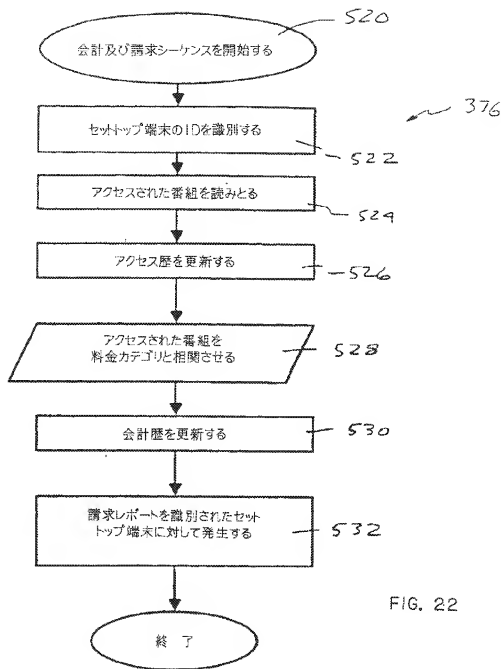 520
会計及び請求シーケンスを開始する
376
セットトップ端末のIDを識別する
522
アクセスされた番組を読みとる
524
アクセス歴を更新する
526
アクセスされた番組を
料金カテゴリと相関させる
528
会計歴を更新する
530
請求レポートを識別されたセット
トップ端末に対して発生する
532
終 了
FIG. 22